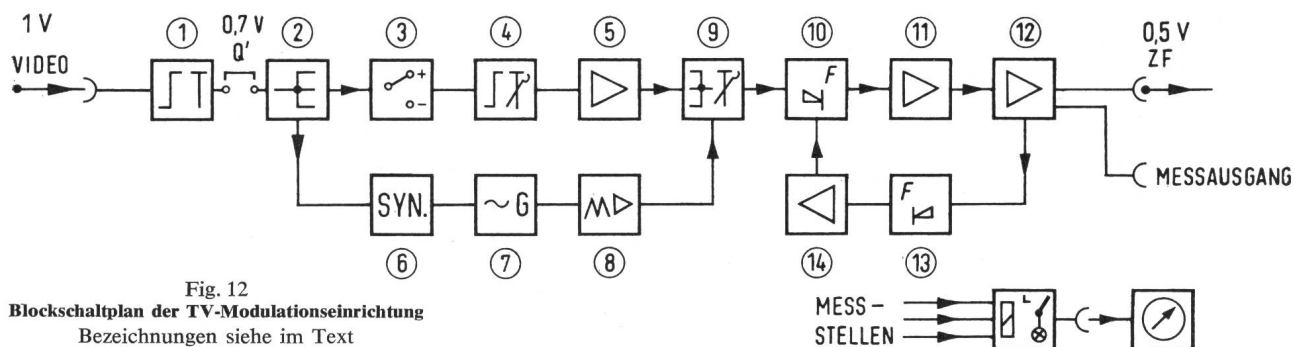 1 V
VIDEO
①
0,7 V
Q'
②
③
+
−
④
⑤
⑨
⑩
F
⑪
⑫
0,5 V
ZF
MESSAUSGANG
SYN.
~ G
F
⑥
⑦
⑧
⑭
⑬
Fig. 12
Blockschaltplan der TV-Modulationseinrichtung
Bezeichnungen siehe im Text
MESS-
STELLEN